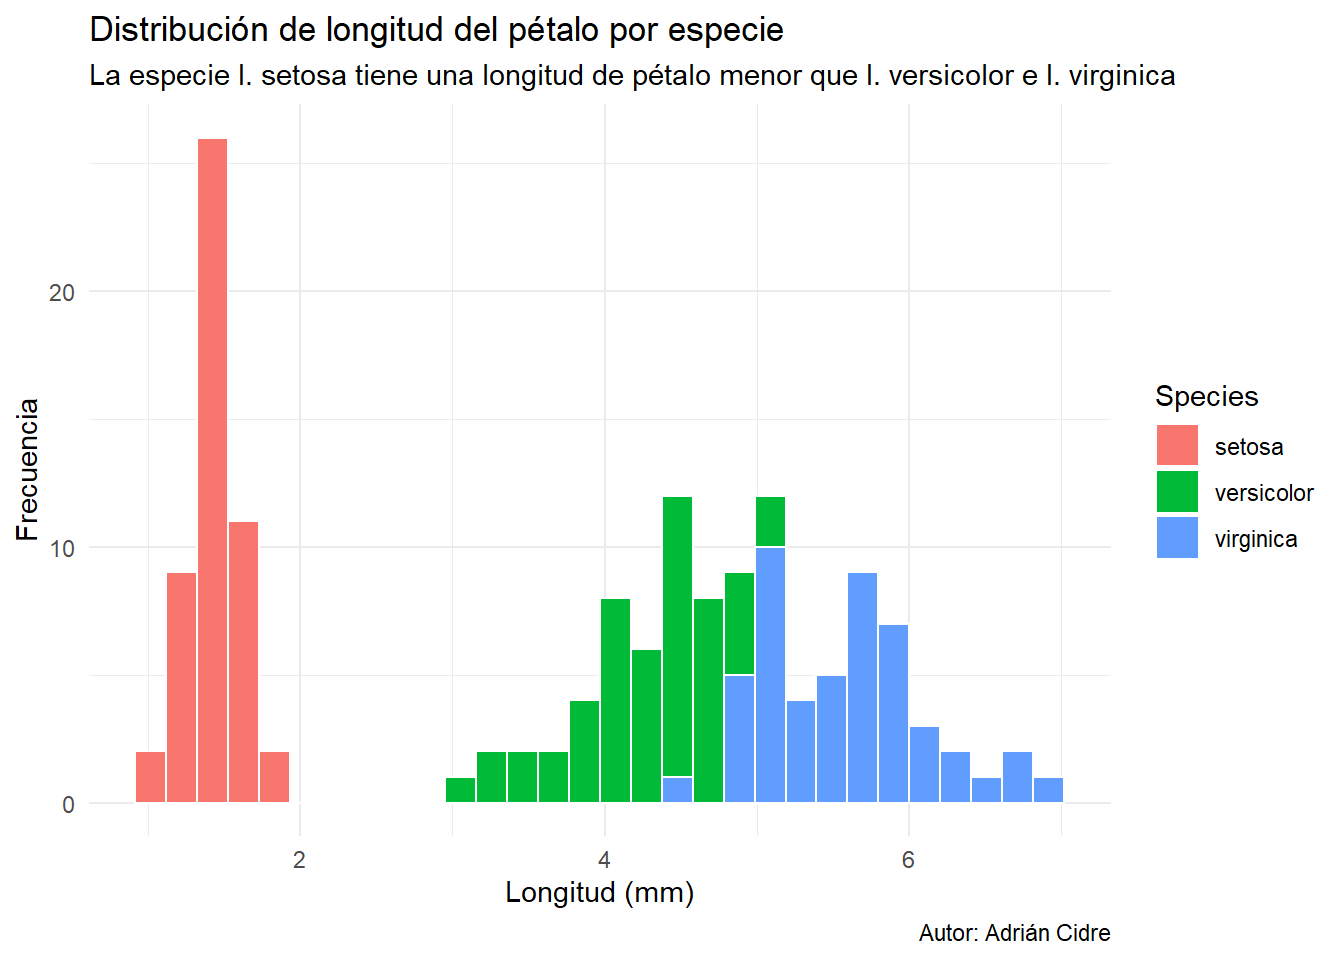 Distribución de longitud del pétalo por especie
La especie I. setosa tiene una longitud de pétalo menor que I. versicolor e I. virginica
Frecuencia
20
10
0
2
4
6
Longitud (mm)
Species
setosa
versicolor
virginica
Autor: Adrián Cidre